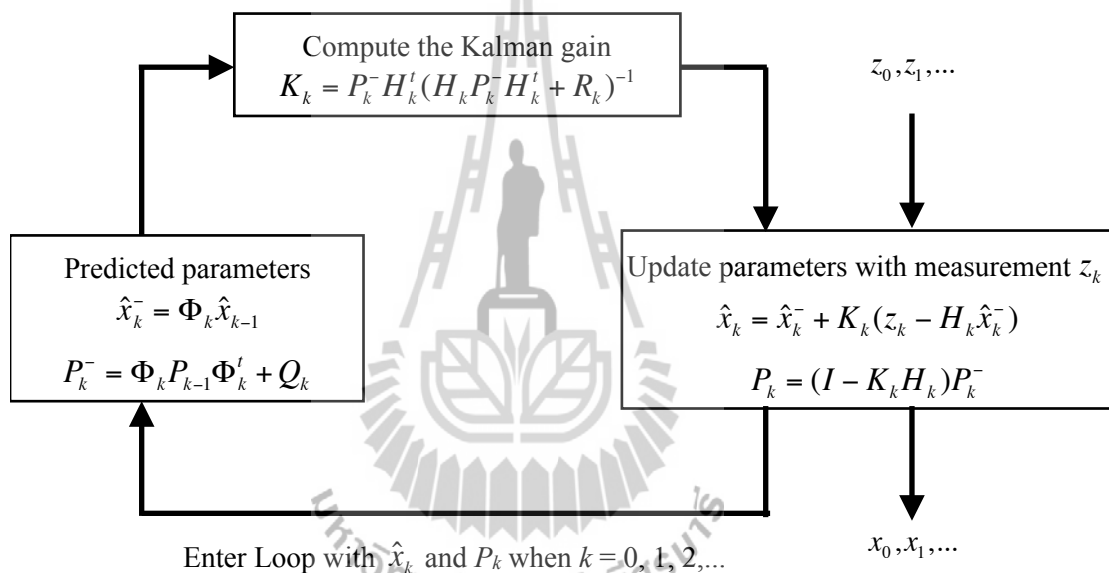 Compute the Kalman gain
$K_k = P_k^- H_k^t (H_k P_k^- H_k^t + R_k)^{-1}$
$z_0, z_1, ...$
Predicted parameters
$\hat{x}_k^- = \Phi_k \hat{x}_{k-1}$
$P_k^- = \Phi_k P_{k-1} \Phi_k^t + Q_k$
Update parameters with measurement $z_k$
$\hat{x}_k = \hat{x}_k^- + K_k (z_k - H_k \hat{x}_k^-)$
$P_k = (I - K_k H_k) P_k^-$
Enter Loop with $\hat{x}_k$ and $P_k$ when $k = 0, 1, 2,...$
$x_0, x_1, ...$